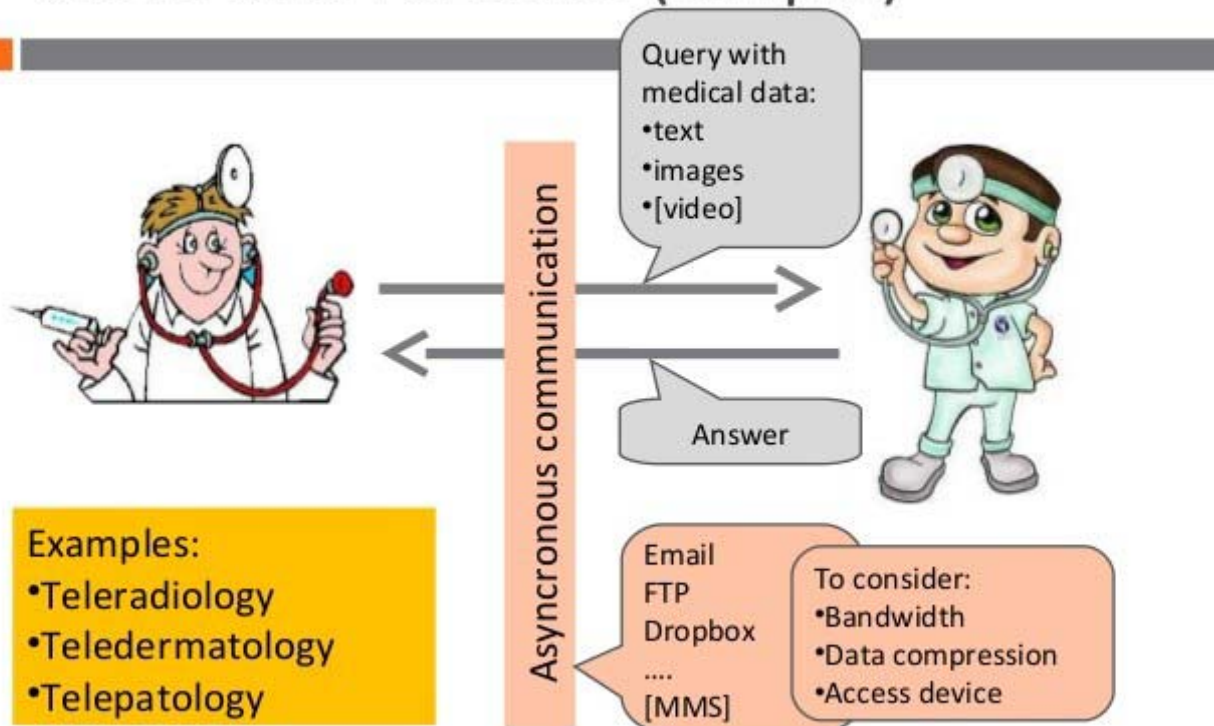 Query with
medical data:
•text
•images
•[video]
Asyncronous communication
Answer
Examples:
•Teleradiology
•Teledermatology
•Telepatology
Email
FTP
Dropbox
....
[MMS]
To consider:
•Bandwidth
•Data compression
•Access device